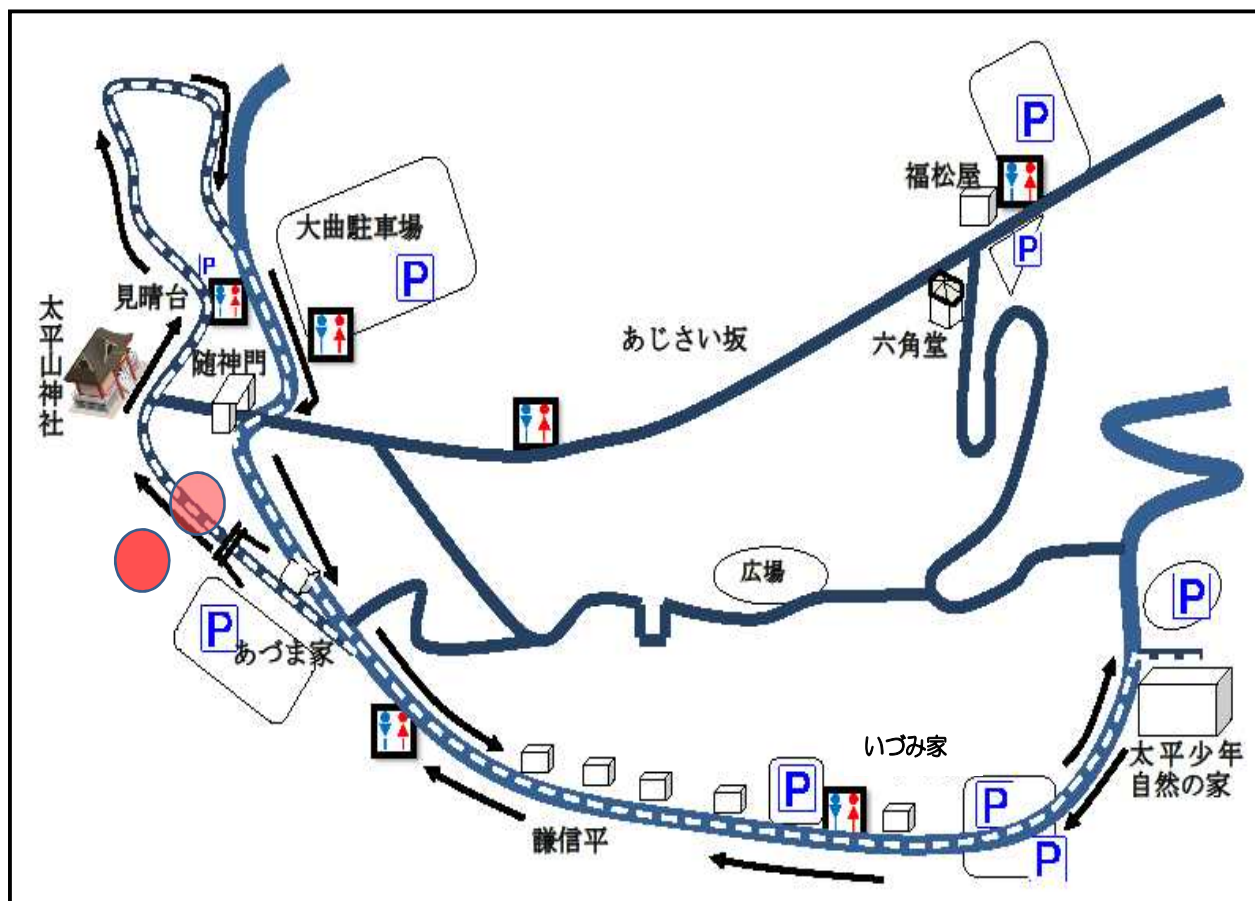 P
福松屋
大曲駐車場
P
P
P
見晴台
太平山神社
随神門
あじさい坂
六角堂
広場
P
P
あづま家
いづみ家
P
P
P
太平少年
自然の家
謙信平